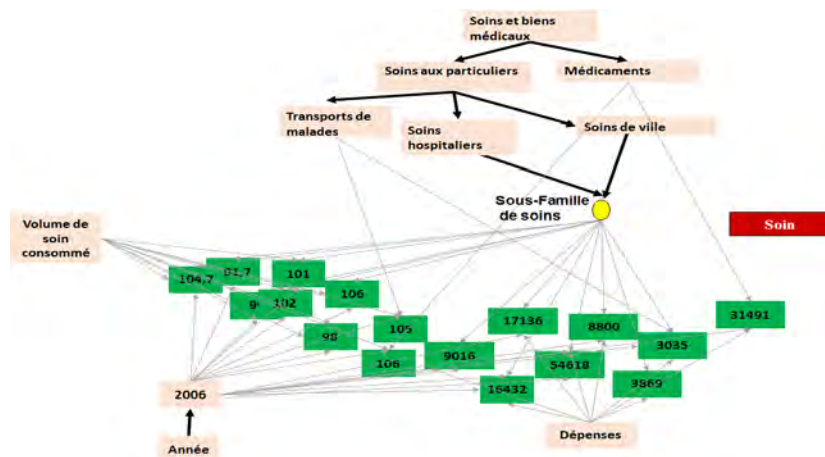 Soins et biens
médicaux
Soins aux particuliers
Médicaments
Transports de
malades
Soins
hospitaliers
Soins de ville
Sous-Famille
de soins
Soin
Volume de
soin
consommé
104,7
101
102
106
98
105
106
9016
17136
8800
3035
31491
54618
16432
3869
2006
Année
Dépenses